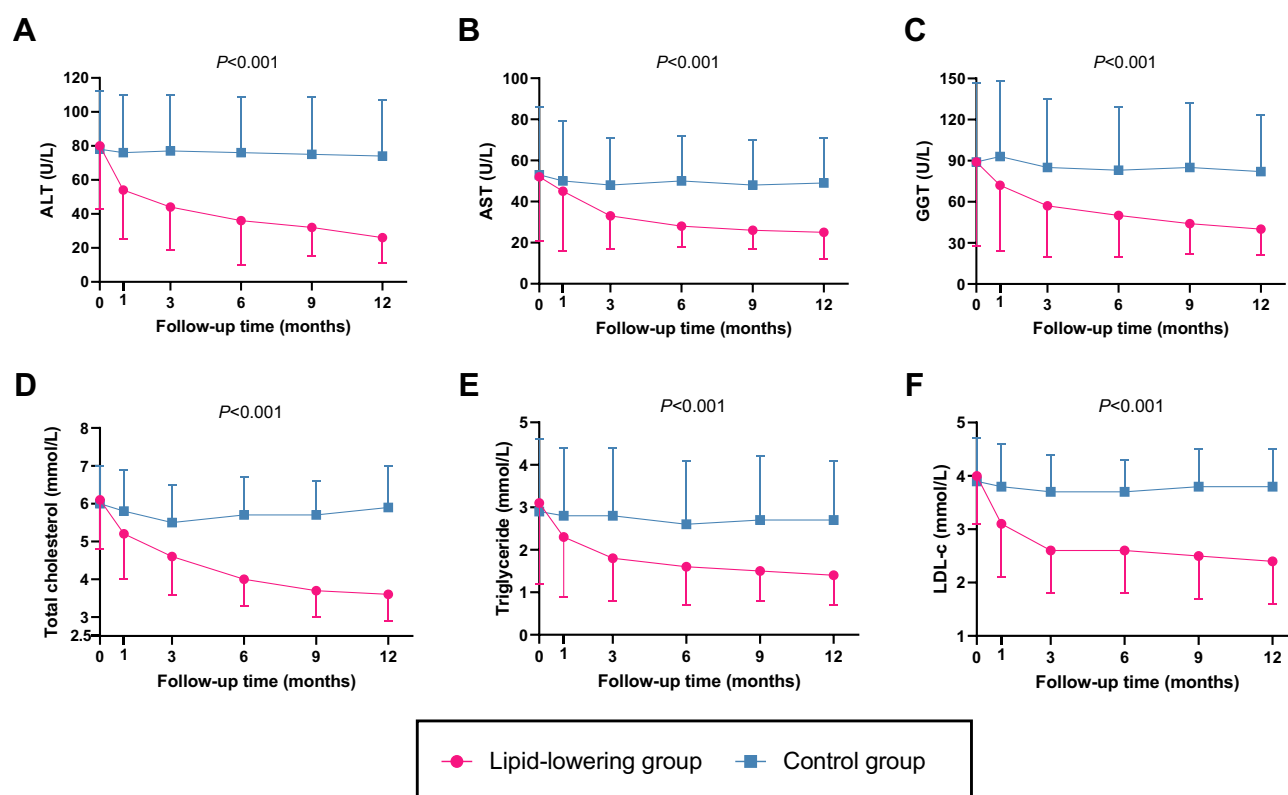 A
P<0.001
ALT (U/L)
120
100
80
60
40
20
0
0 1 3 6 9 12
Follow-up time (months)
B
P<0.001
AST (U/L)
100
80
60
40
20
0
0 1 3 6 9 12
Follow-up time (months)
C
P<0.001
GGT (U/L)
150
120
90
60
30
0
0 1 3 6 9 12
Follow-up time (months)
D
P<0.001
Total cholesterol (mmol/L)
8
7
6
5
4
3
2.5
0 1 3 6 9 12
Follow-up time (months)
E
P<0.001
Triglyceride (mmol/L)
5
4
3
2
1
0
0 1 3 6 9 12
Follow-up time (months)
F
P<0.001
LDL-c (mmol/L)
5
4
3
2
1
0 1 3 6 9 12
Follow-up time (months)
Lipid-lowering group
Control group